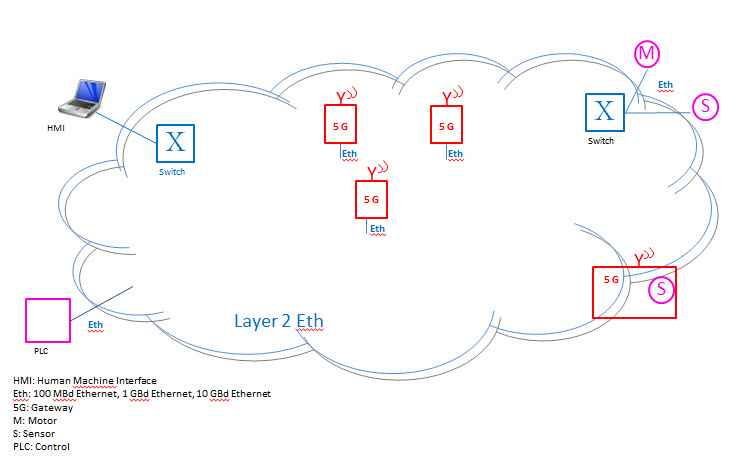 M
Eth
S
X
HMI
Switch
5 G
Eth
5 G
Eth
X
Switch
5 G
Eth
5 G
S
PLC
Eth
Layer 2 Eth
HMI: Human Machine Interface
Eth: 100 MBd Ethernet, 1 GBd Ethernet, 10 GBd Ethernet
5G: Gateway
M: Motor
S: Sensor
PLC: Control